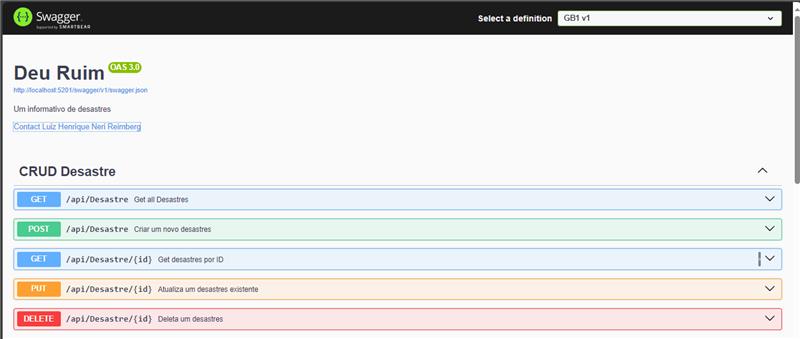 Swagger
Supported by SMARTBEAR
Select a definition
GB1 v1
Deu Ruim OAS 3.0
http://localhost:5201/swagger/v1/swagger.json
Um informativo de desastres
Contact Luiz Henrique Neri Reimberg
CRUD Desastre
GET /api/Desastre Get all Desastres
POST /api/Desastre Criar um novo desastres
GET /api/Desastre/{id} Get desastres por ID
PUT /api/Desastre/{id} Atualiza um desastres existente
DELETE /api/Desastre/{id} Deleta um desastres